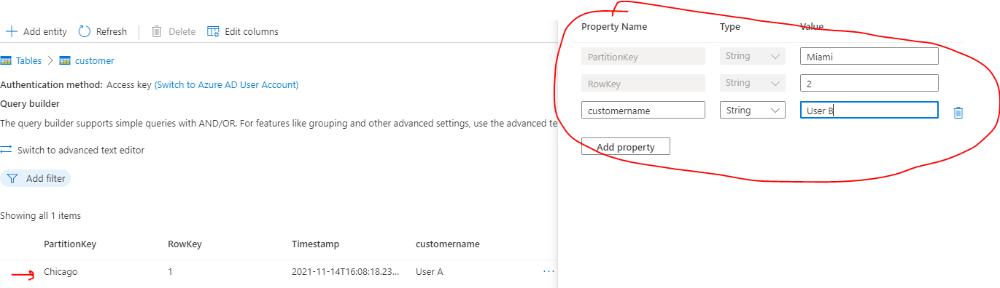 Add entity Refresh Delete Edit columns
Tables > customer
Authentication method: Access key (Switch to Azure AD User Account)
Query builder
The query builder supports simple queries with AND/OR. For features like grouping and other advanced settings, use the advanced te
Switch to advanced text editor
Add filter
Showing all 1 items
PartitionKey RowKey Timestamp customername
Chicago 1 2021-11-14T16:08:18.23... User A ...
Property Name Type Value
PartitionKey String Miami
RowKey String 2
customername String User B
Add property